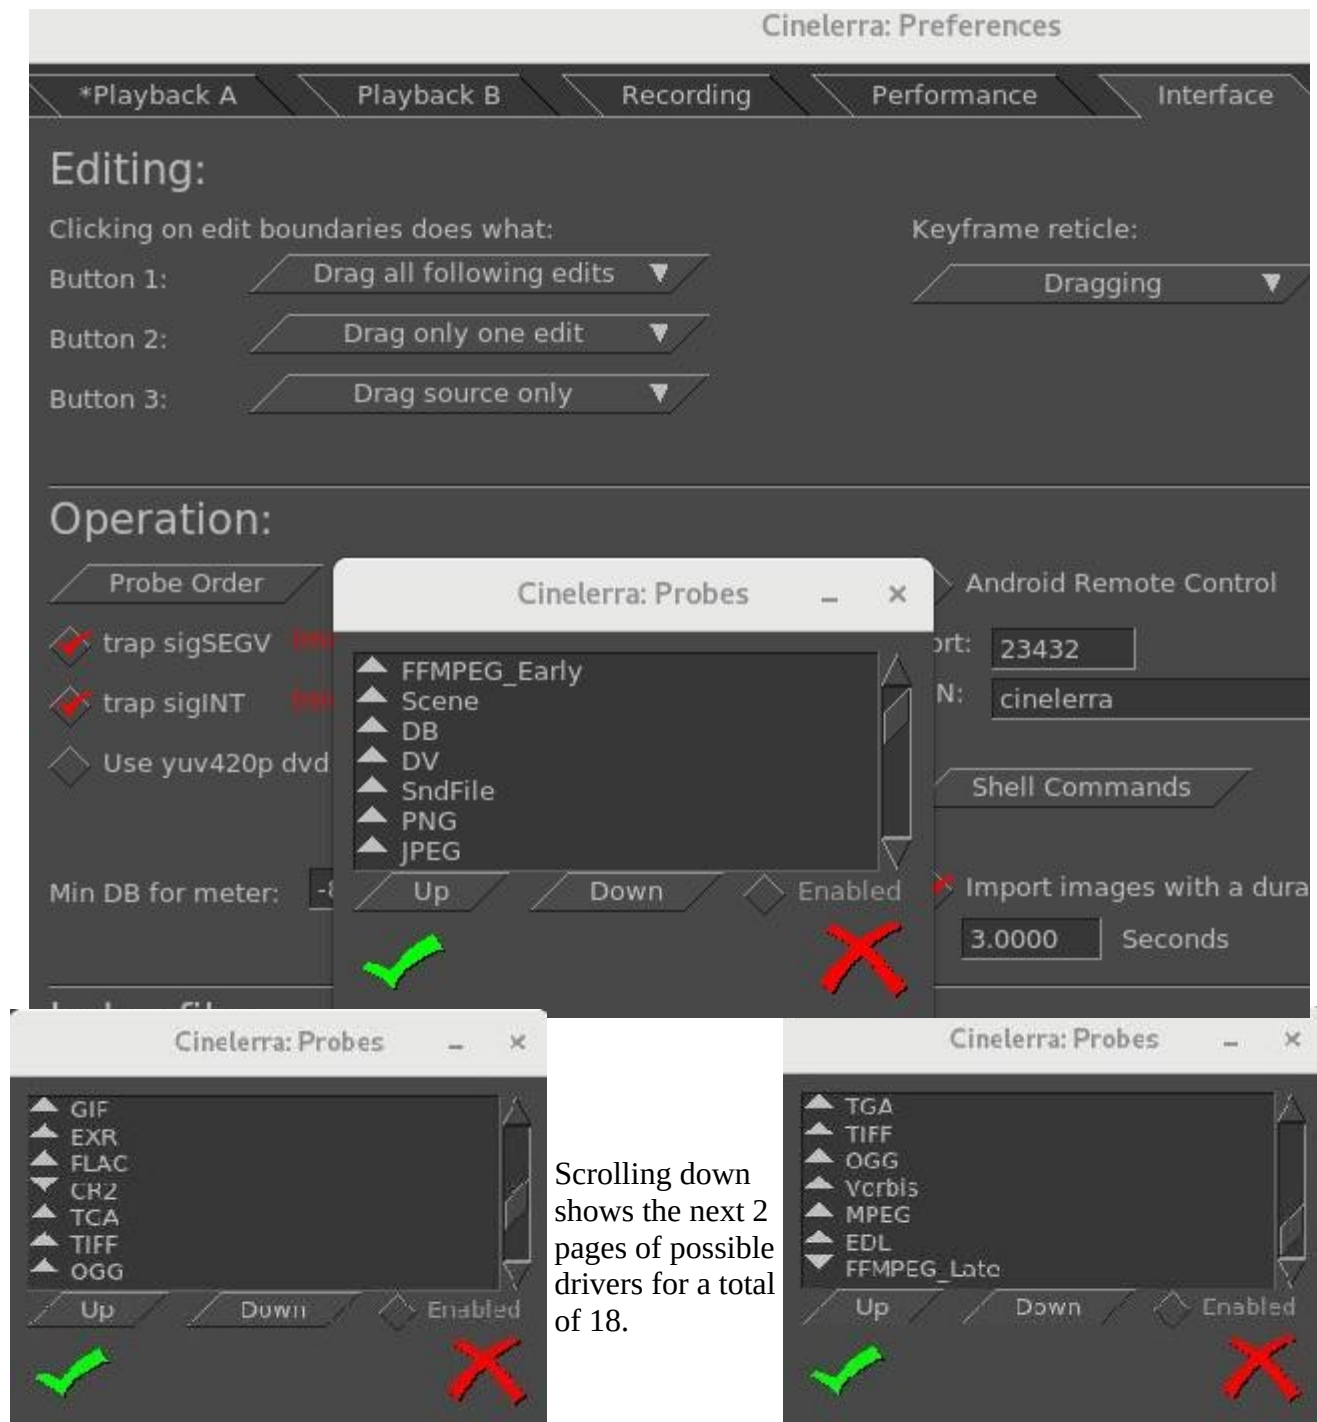 Cinelerra: Preferences
*Playback A Playback B Recording Performance Interface
Editing:
Clicking on edit boundaries does what: Keyframe reticle:
Button 1: Drag all following edits Dragging
Button 2: Drag only one edit
Button 3: Drag source only
Operation:
Probe Order Android Remote Control
trap sigSEGV
trap sigINT
Use yuv420p dvd
Min DB for meter:
Cinelerra: Probes
FFMPEG_Early
Scene
DB
DV
SndFile
PNG
JPEG
Up Down Enabled
ort: 23432
N: cinelerra
Shell Commands
Import images with a dura
3.0000 Seconds
Cinelerra: Probes
GIF
EXR
FLAC
CR2
TGA
TIFF
OGG
Up Down Enabled
Scrolling down
shows the next 2
pages of possible
drivers for a total
of 18.
Cinelerra: Probes
TGA
TIFF
OGG
Vorbis
MPEG
EDL
FFMPEG_Late
Up Down Enabled